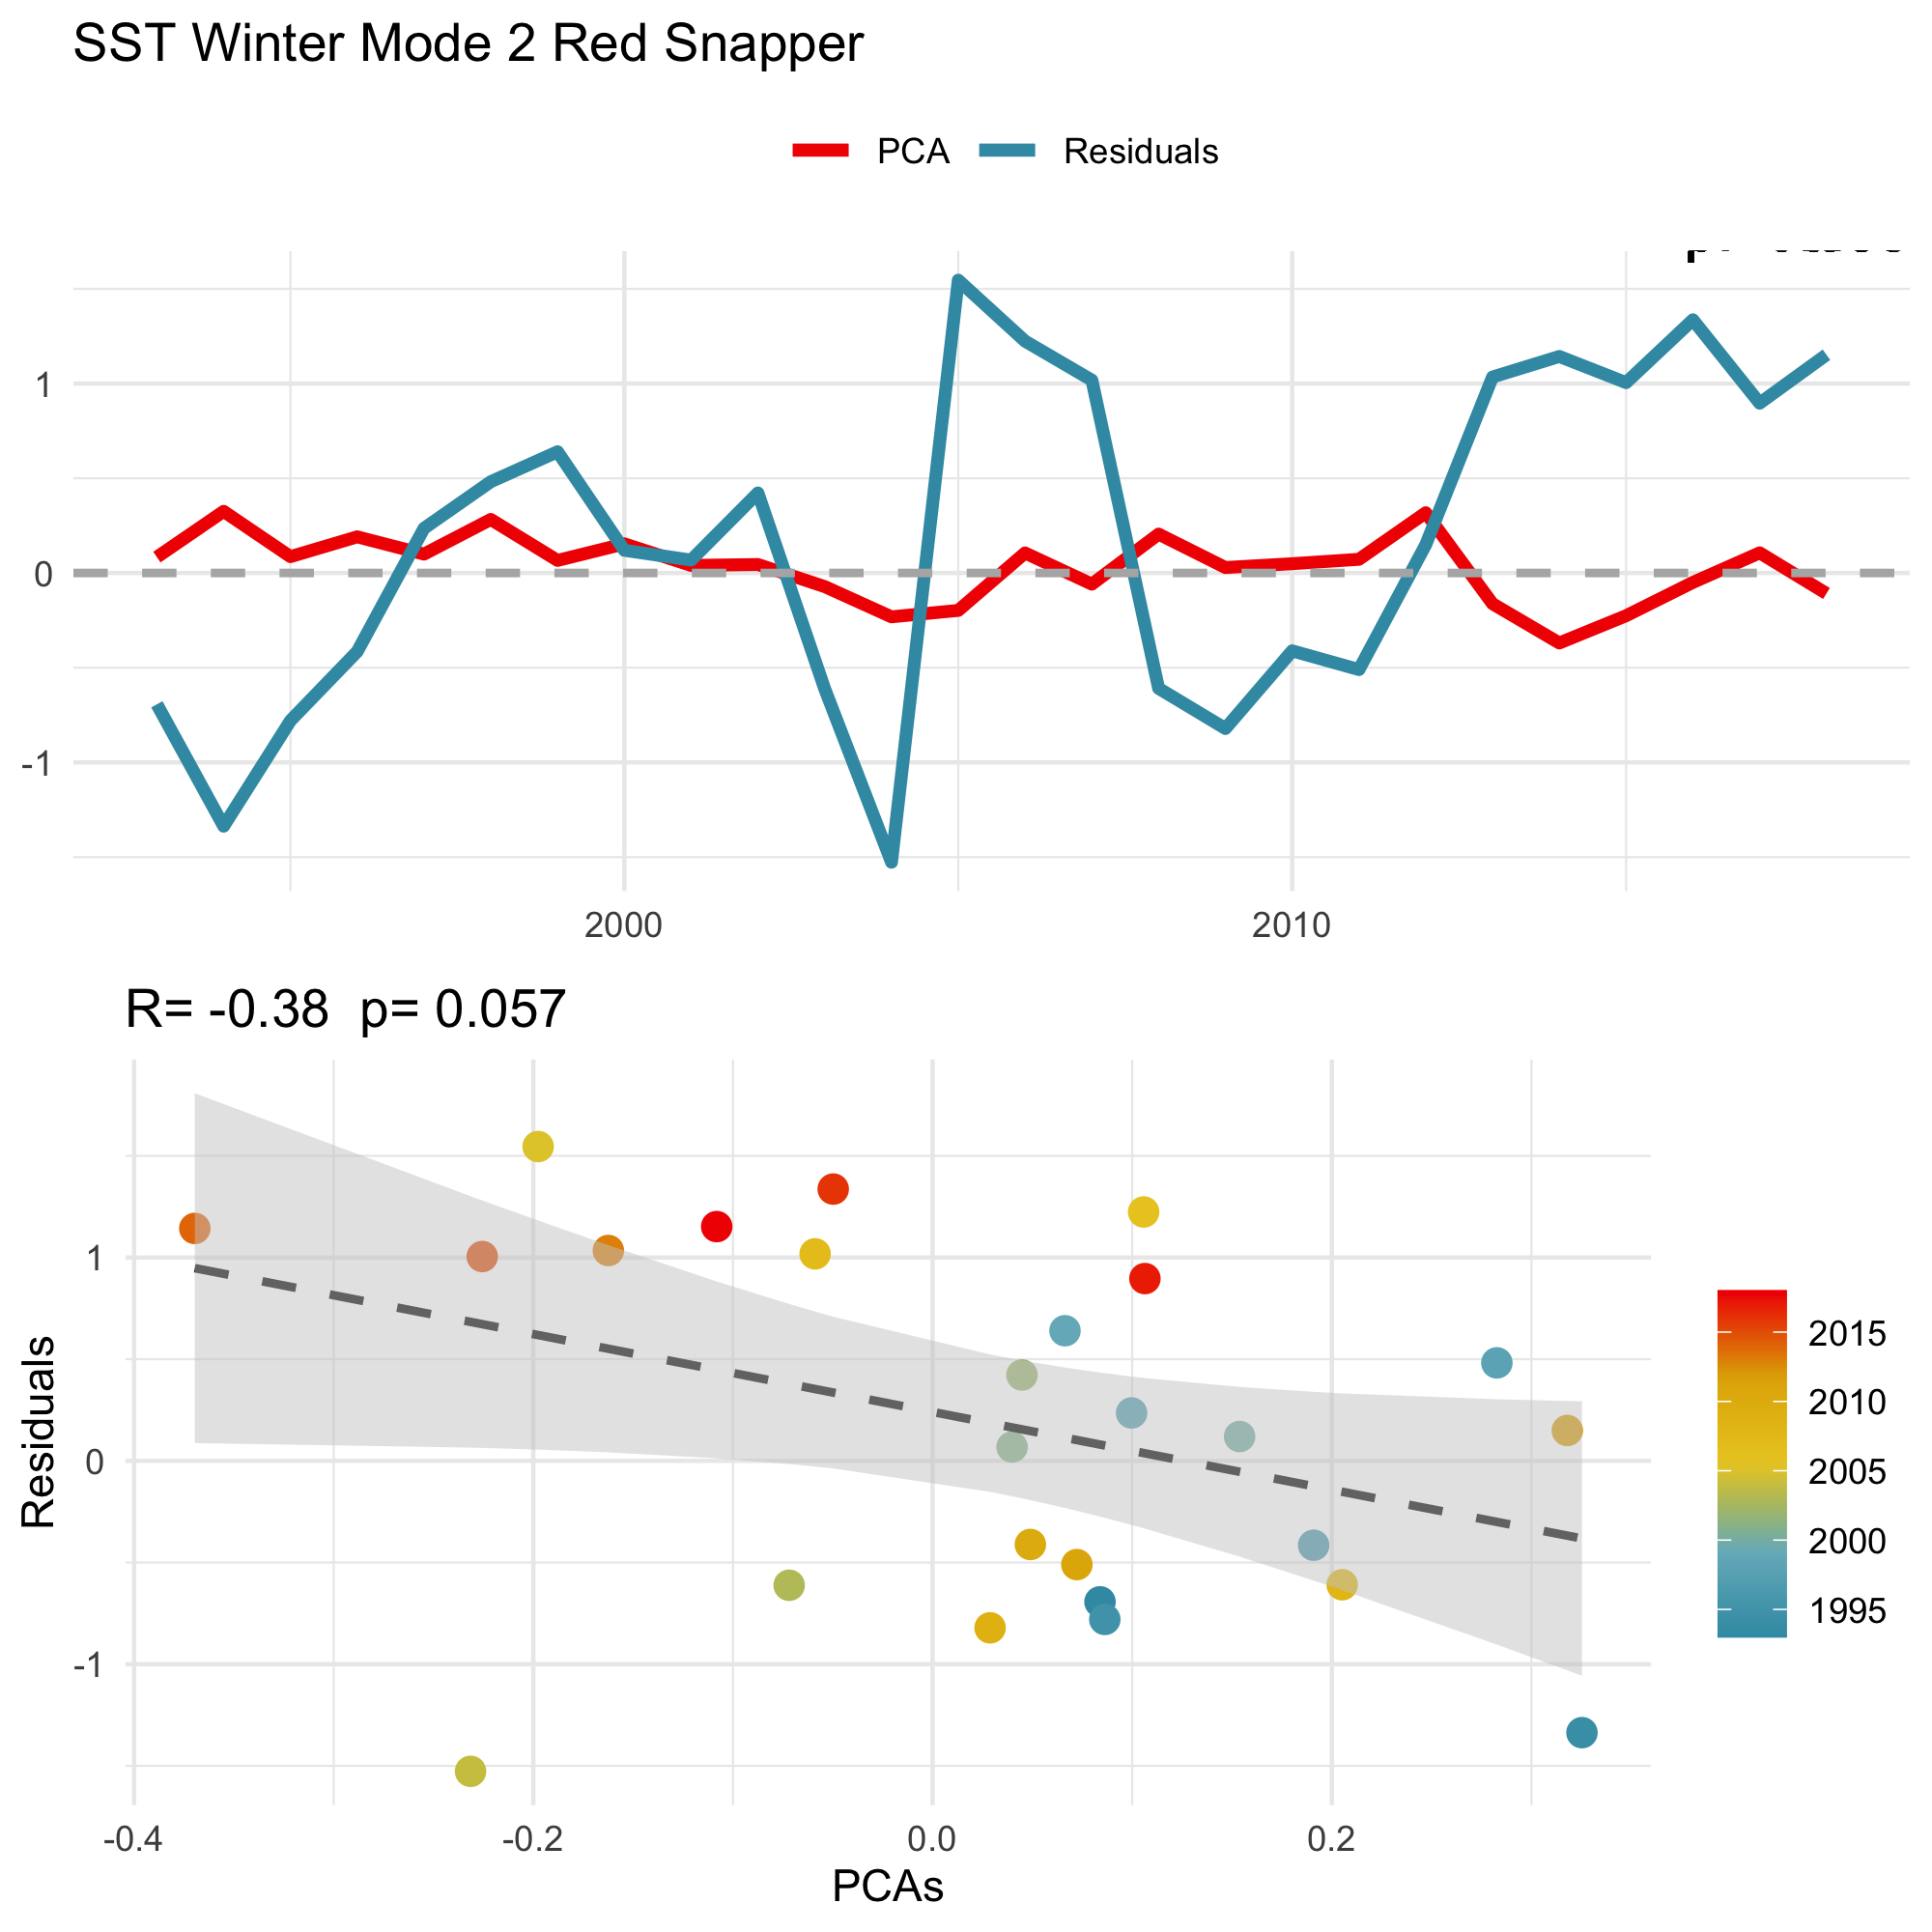 SST Winter Mode 2 Red Snapper
PCA Residuals
1
0
-1
2000 2010
R= -0.38 p= 0.057
Residuals
1
0
-1
-0.4 -0.2 0.0 0.2
PCAs
2015
2010
2005
2000
1995